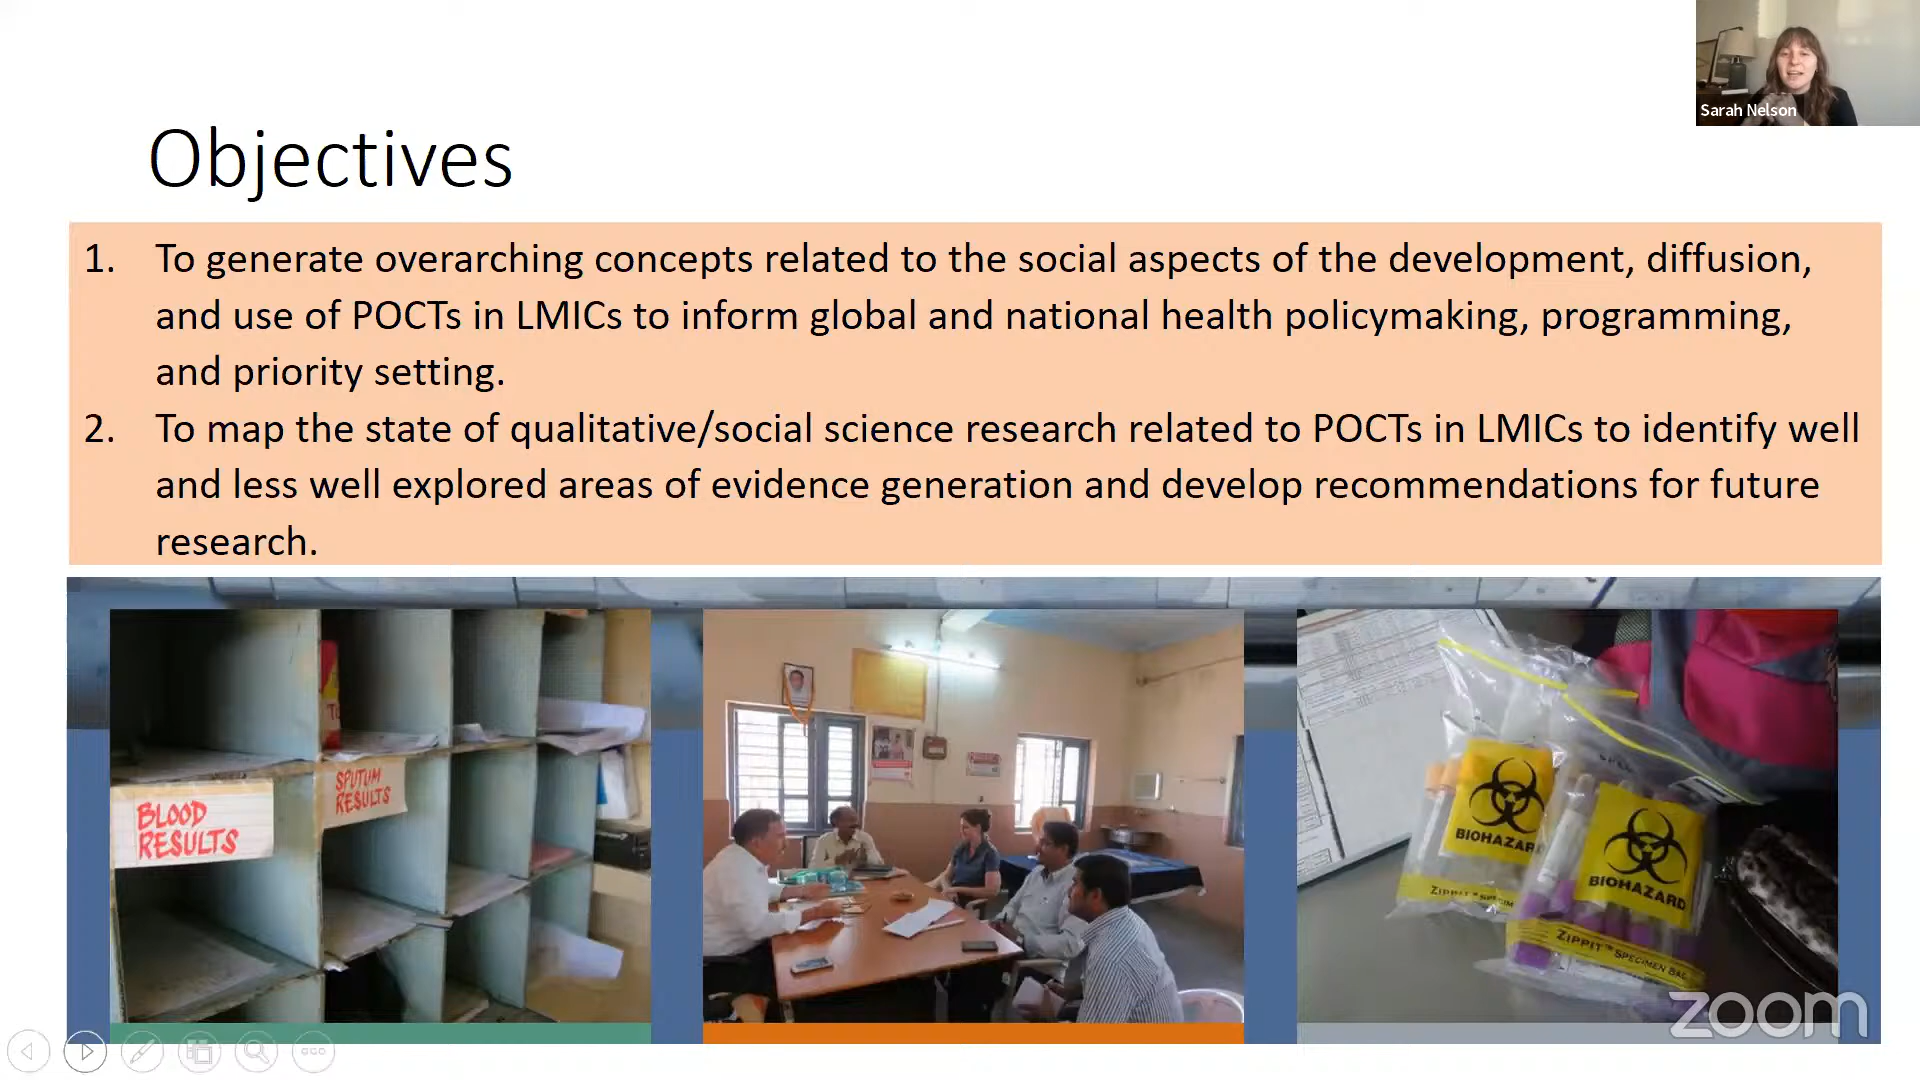 Sarah Nelson
Objectives
1. To generate overarching concepts related to the social aspects of the development, diffusion,
and use of POCTs in LMICs to inform global and national health policymaking, programming,
and priority setting.
2. To map the state of qualitative/social science research related to POCTs in LMICs to identify well
and less well explored areas of evidence generation and develop recommendations for future
research.
BLOOD
RESULTS
SPUTUM
RESULTS
BIOHAZARD
BIOHAZARD
ZIPPIT™ SPECIMEN BAG
zoom